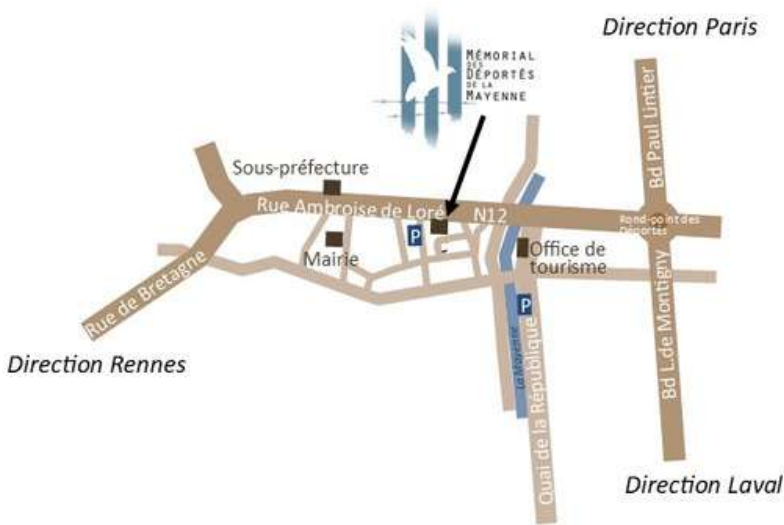 Direction Paris
MÉMORIAL
DES
DÉPORTÉS
DE LA
MAYENNE
Bd Paul Lintier
Sous-préfecture
Rue Ambroise de Loré
N12
Rond-point des
Déportés
P
Mairie
Office de
tourisme
Rue de Bretagne
P
La Mayenne
Quai de la République
Bd L.de Montigny
Direction Rennes
Direction Laval